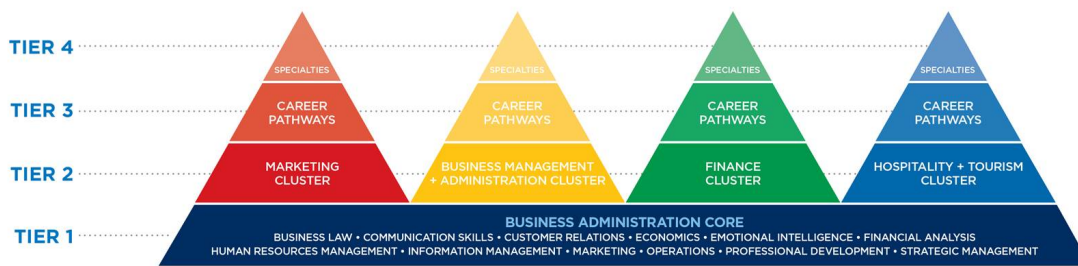 TIER 4
SPECIALTIES
SPECIALTIES
SPECIALTIES
SPECIALTIES
TIER 3
CAREER
PATHWAYS
CAREER
PATHWAYS
CAREER
PATHWAYS
CAREER
PATHWAYS
TIER 2
MARKETING
CLUSTER
BUSINESS MANAGEMENT
+ ADMINISTRATION CLUSTER
FINANCE
CLUSTER
HOSPITALITY + TOURISM
CLUSTER
TIER 1
BUSINESS ADMINISTRATION CORE
BUSINESS LAW • COMMUNICATION SKILLS • CUSTOMER RELATIONS • ECONOMICS • EMOTIONAL INTELLIGENCE • FINANCIAL ANALYSIS
HUMAN RESOURCES MANAGEMENT • INFORMATION MANAGEMENT • MARKETING • OPERATIONS • PROFESSIONAL DEVELOPMENT • STRATEGIC MANAGEMENT